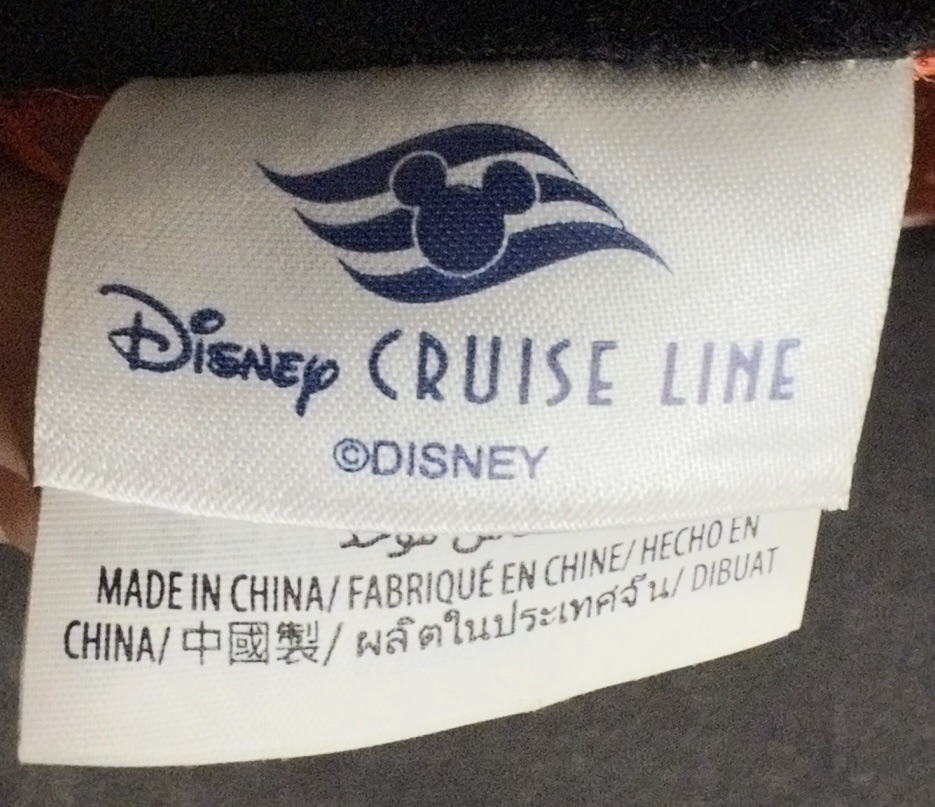 Disney CRUISE LINE
©DISNEY
MADE IN CHINA/ FABRIQUÉ EN CHINE/ HECHO EN
CHINA/ 中國製/ ผลิตในประเทศจีน/ DIBUAT